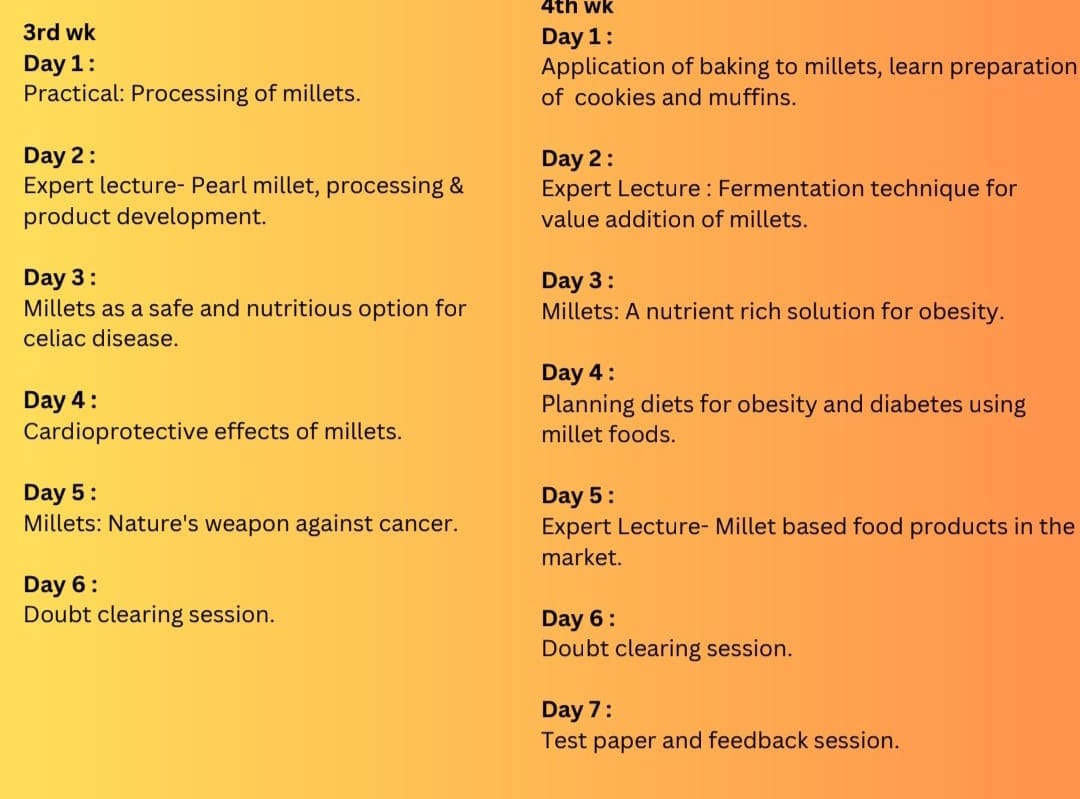 3rd wk
Day 1 :
Practical: Processing of millets.
Day 2 :
Expert lecture- Pearl millet, processing &
product development.
Day 3 :
Millets as a safe and nutritious option for
celiac disease.
Day 4 :
Cardioprotective effects of millets.
Day 5 :
Millets: Nature's weapon against cancer.
Day 6 :
Doubt clearing session.
4th wk
Day 1 :
Application of baking to millets, learn preparation
of cookies and muffins.
Day 2 :
Expert Lecture : Fermentation technique for
value addition of millets.
Day 3 :
Millets: A nutrient rich solution for obesity.
Day 4 :
Planning diets for obesity and diabetes using
millet foods.
Day 5 :
Expert Lecture- Millet based food products in the
market.
Day 6 :
Doubt clearing session.
Day 7 :
Test paper and feedback session.